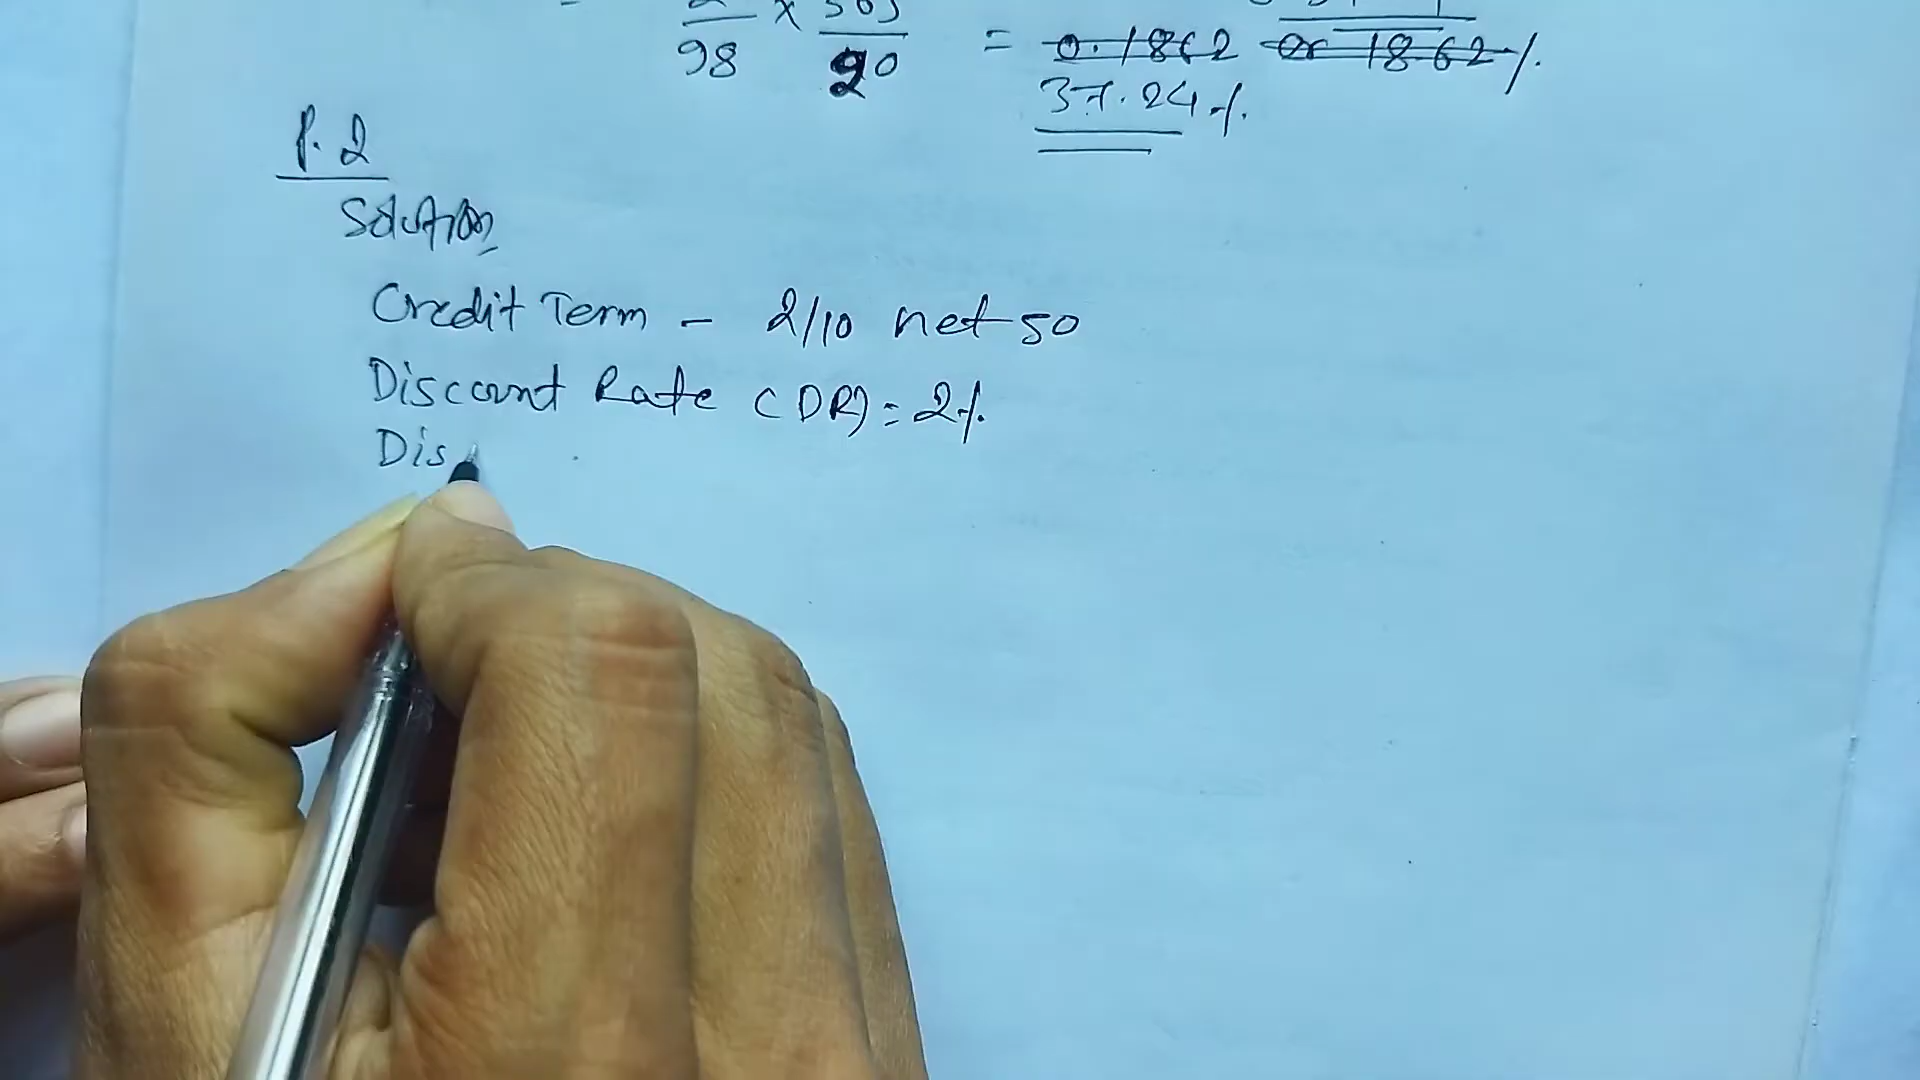 98 20 = 0.1862 or 18.62%
37.24%
P.2
Solution
Credit Term - 2/10 net 50
Discount Rate (DR) = 2%
Dis